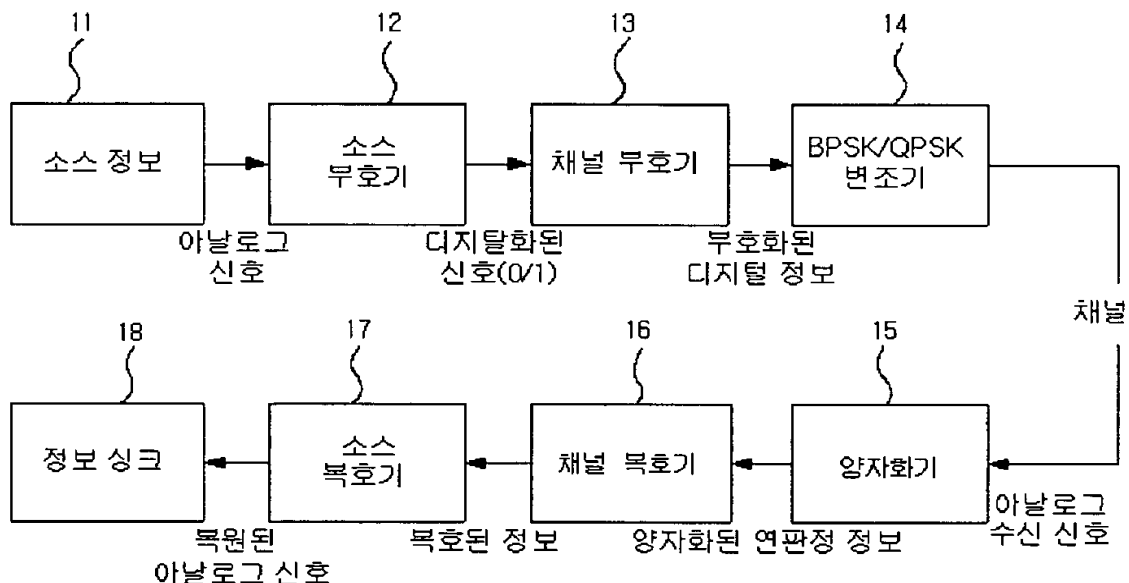 11
12
13
14
소스 정보
소스
부호기
채널 부호기
BPSK/QPSK
변조기
아날로그
신호
디지탈화된
신호(0/1)
부호화된
디지털 정보
채널
18
17
16
15
정보 싱크
소스
복호기
채널 복호기
양자화기
아날로그
수신 신호
복원된
아날로그 신호
복호된 정보
양자화된 연판정 정보